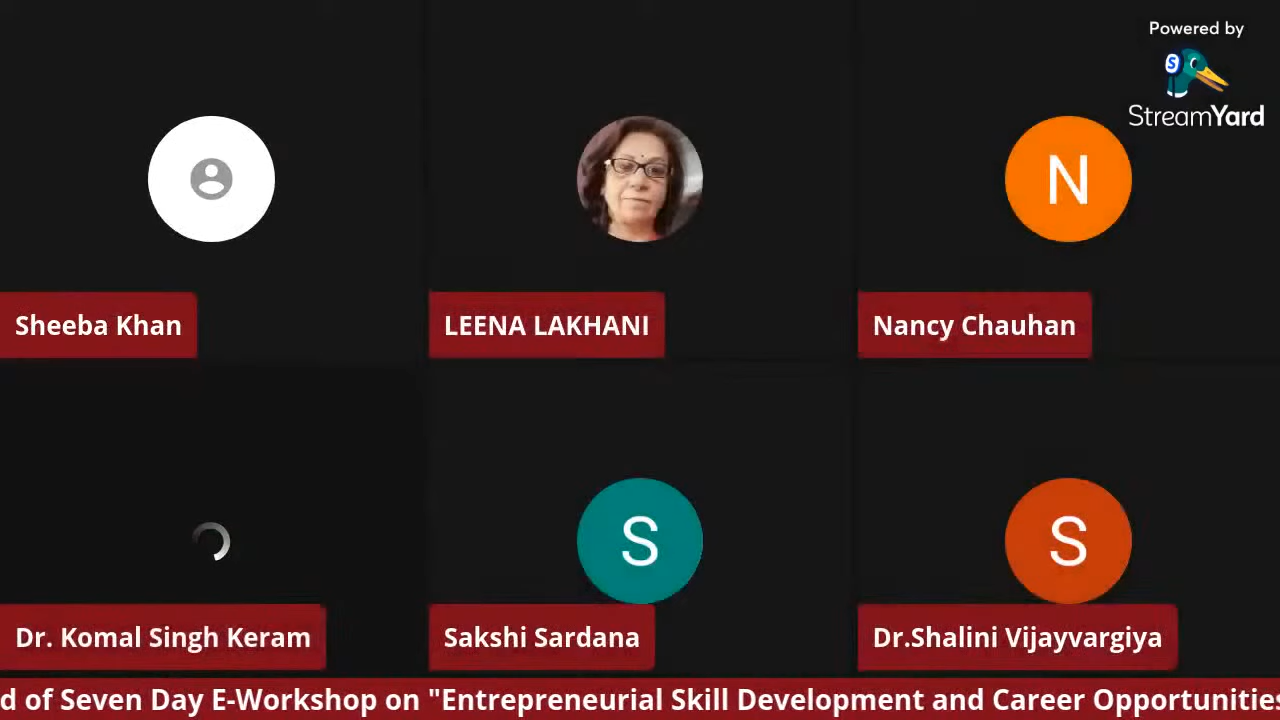 Powered by
S
StreamYard
N
Sheeba Khan
LEENA LAKHANI
Nancy Chauhan
S
S
Dr. Komal Singh Keram
Sakshi Sardana
Dr.Shalini Vijayvargiya
d of Seven Day E-Workshop on "Entrepreneurial Skill Development and Career Opportunities